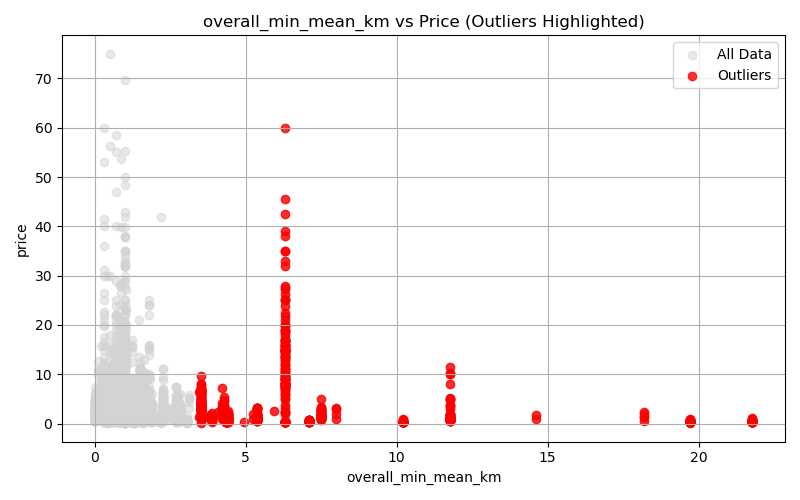 overall_min_mean_km vs Price (Outliers Highlighted)
All Data
Outliers
price
70
60
50
40
30
20
10
0
0 5 10 15 20
overall_min_mean_km